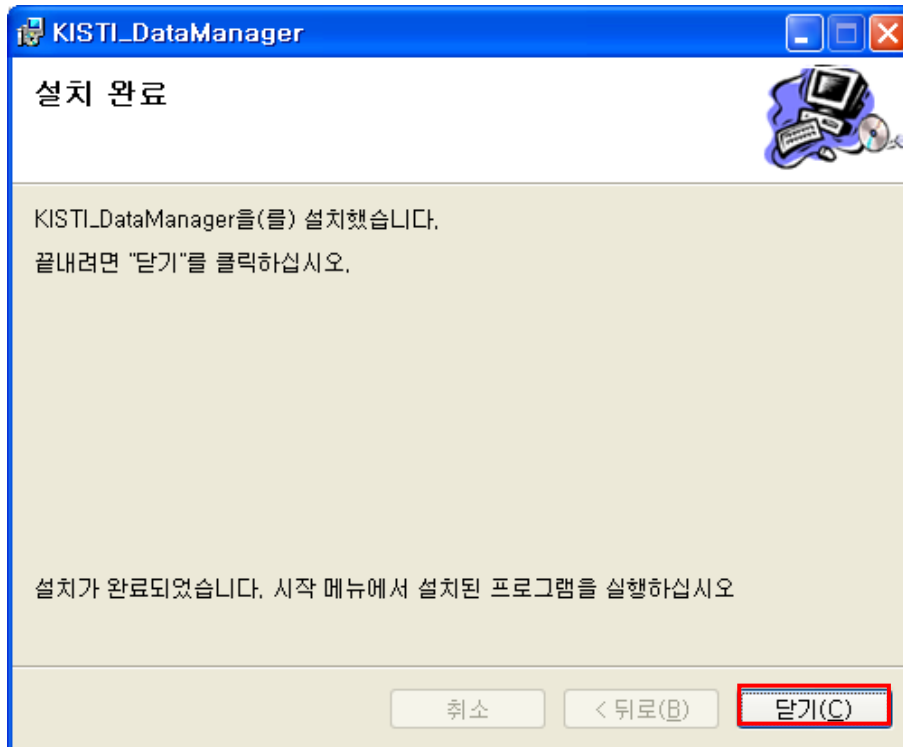 KISTI_DataManager
설치 완료
KISTI_DataManager을(를) 설치했습니다.
끝내려면 "닫기"를 클릭하십시오.
설치가 완료되었습니다. 시작 메뉴에서 설치된 프로그램을 실행하십시오
취소
< 뒤로(B)
닫기(C)